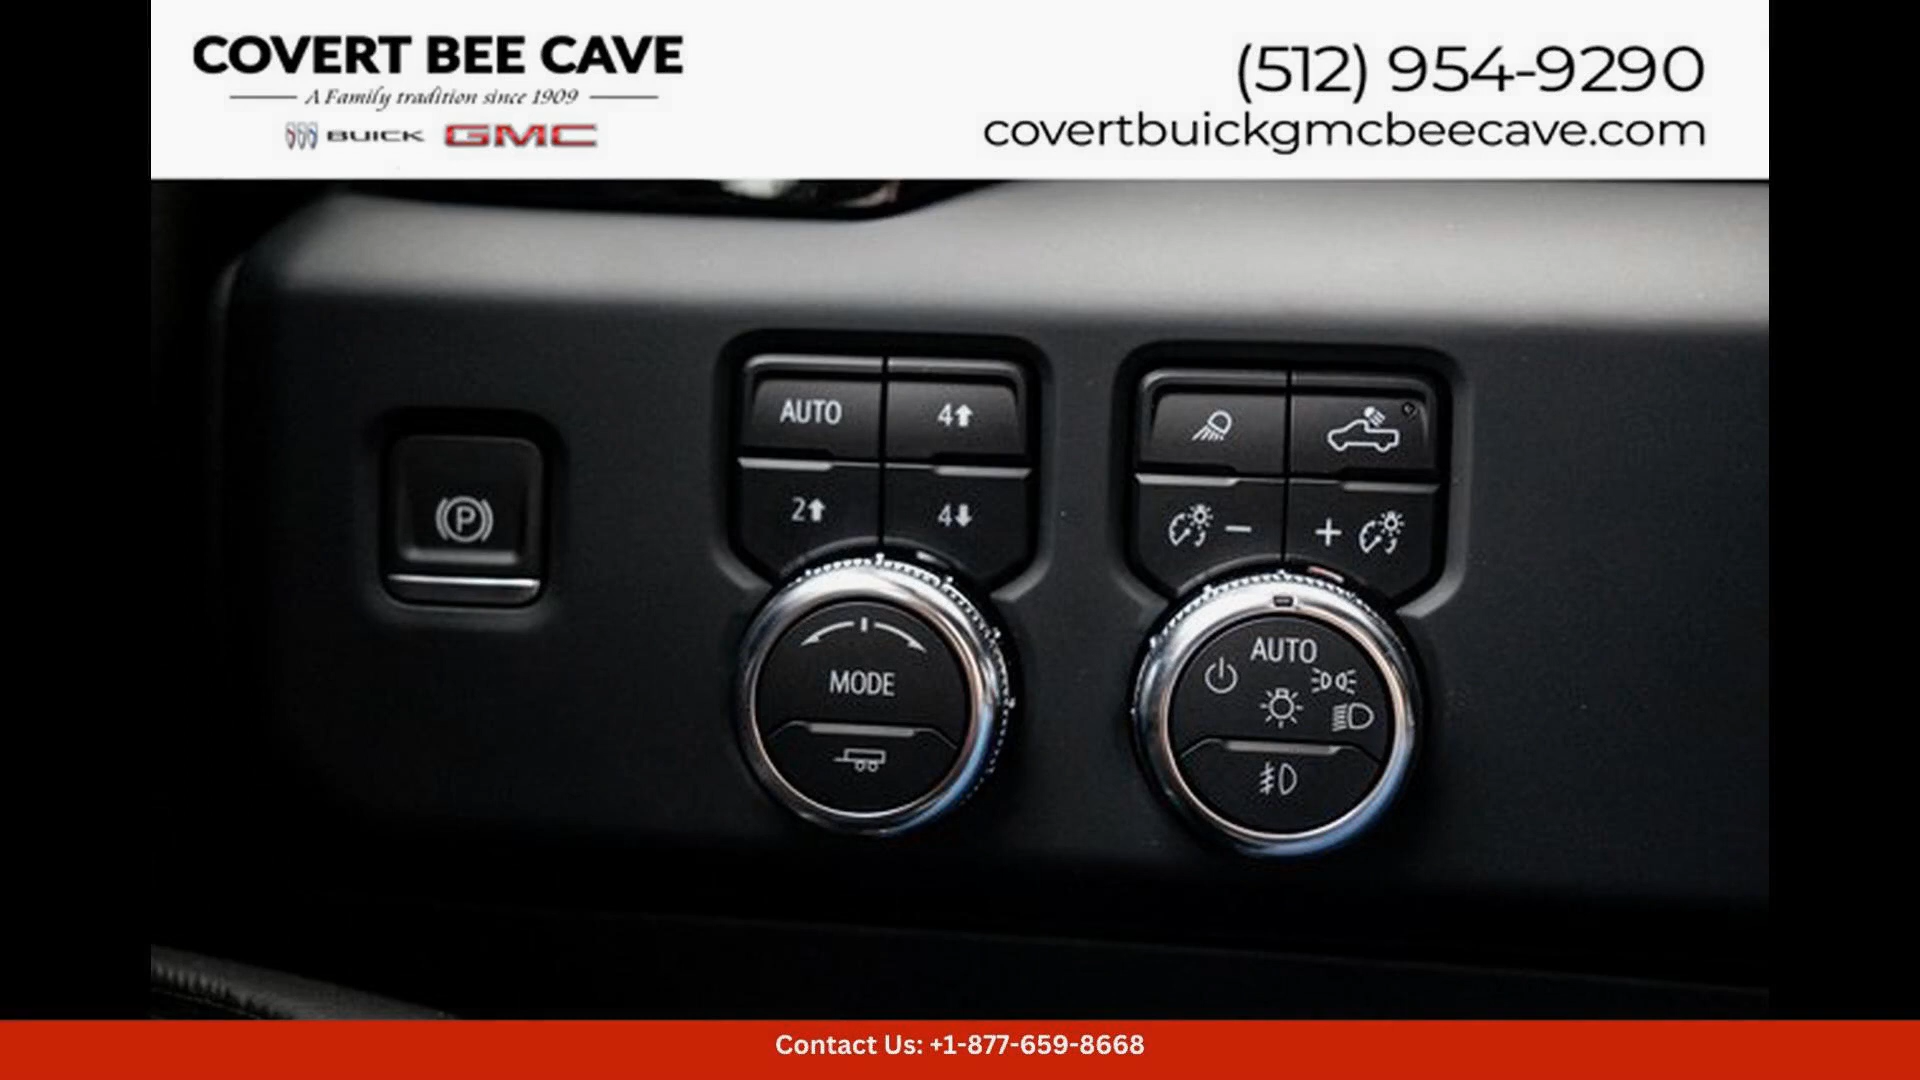 COVERT BEE CAVE
A Family tradition since 1909
BUICK GMC
(512) 954-9290
covertbuickgmcbeecave.com
AUTO 4
2 4
P
MODE
AUTO
Contact Us: +1-877-659-8668